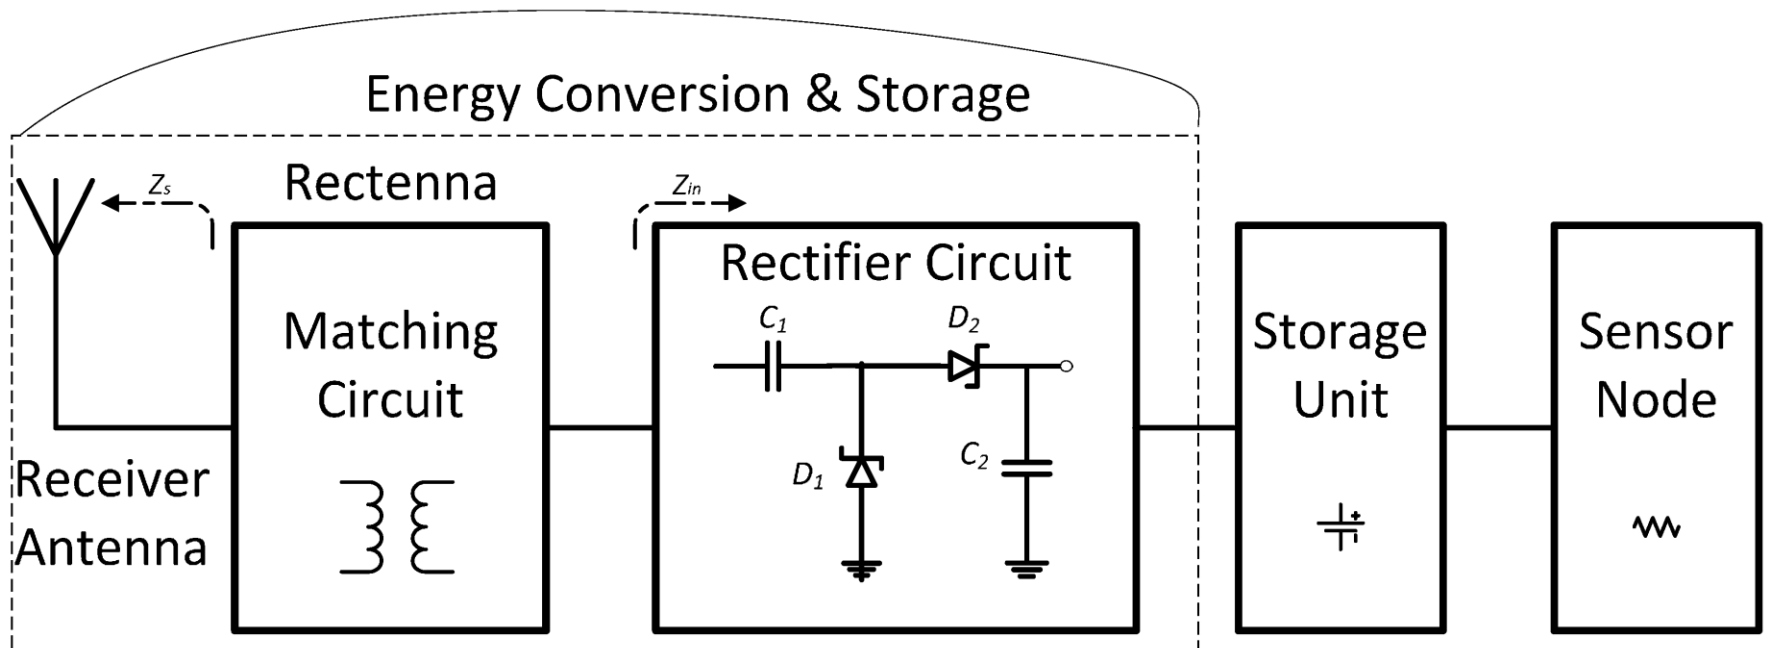 Energy Conversion & Storage
Zs
Rectenna
Zin
Rectifier Circuit
C1
D2
Matching
Circuit
D1
C2
Storage
Unit
Sensor
Node
Receiver
Antenna